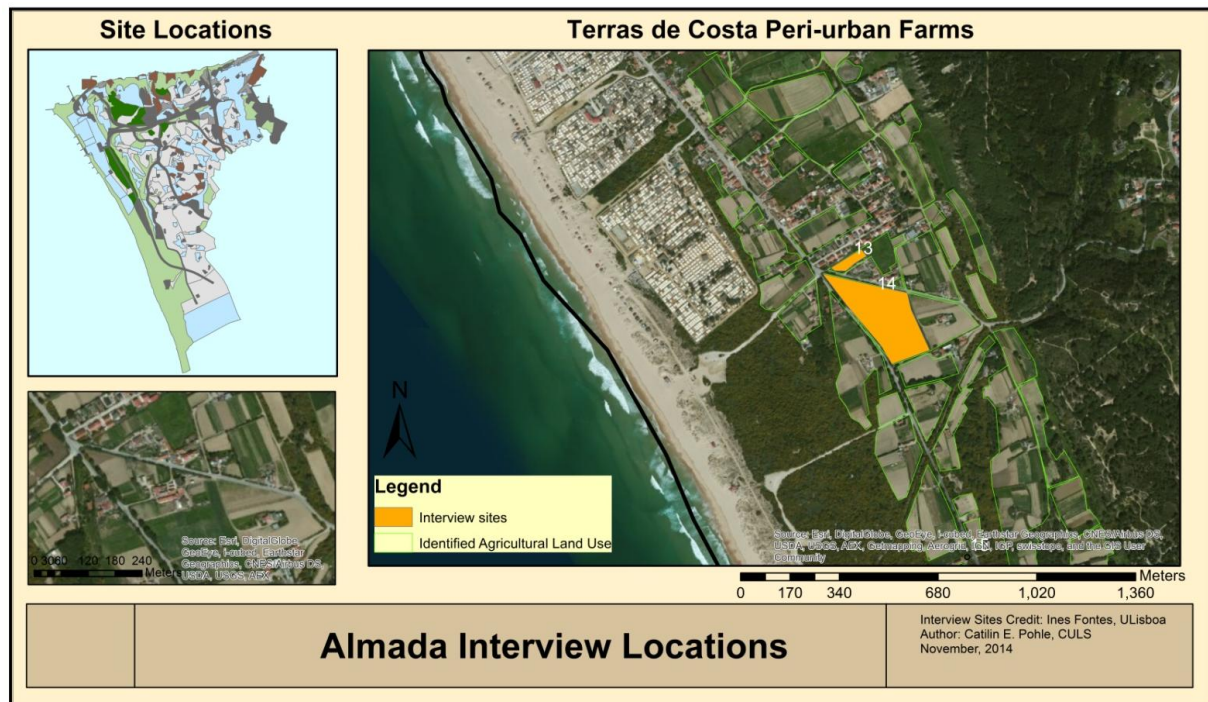 Site Locations
Terras de Costa Peri-urban Farms
13
14
N
Legend
Interview sites
Identified Agricultural Land Use
Source: Esri, DigitalGlobe, GeoEye, i-cubed, Earthstar Geographics, CNES/Airbus DS,
USDA, USGS, AEX, Getmapping, Aerogrid, IGN, IGP, swisstopo, and the GIS User
Community
Meters
0 170 340 680 1,020 1,360
Source: Esri, DigitalGlobe,
GeoEye, i-cubed, Earthstar
Geographics, CNES/Airbus DS,
USDA, USGS, AEX,
0 30 60 120 180 240
Meters
Almada Interview Locations
Interview Sites Credit: Ines Fontes, ULisboa
Author: Catilin E. Pohle, CULS
November, 2014